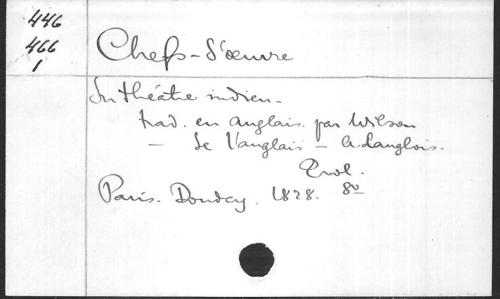 446
466
1
Chefs-d'œuvre
du théâtre indien -
trad. en anglais par Wilson
- de l'anglais - A. Langlois.
2 vol.
Paris. Dondey. 1828. 8o